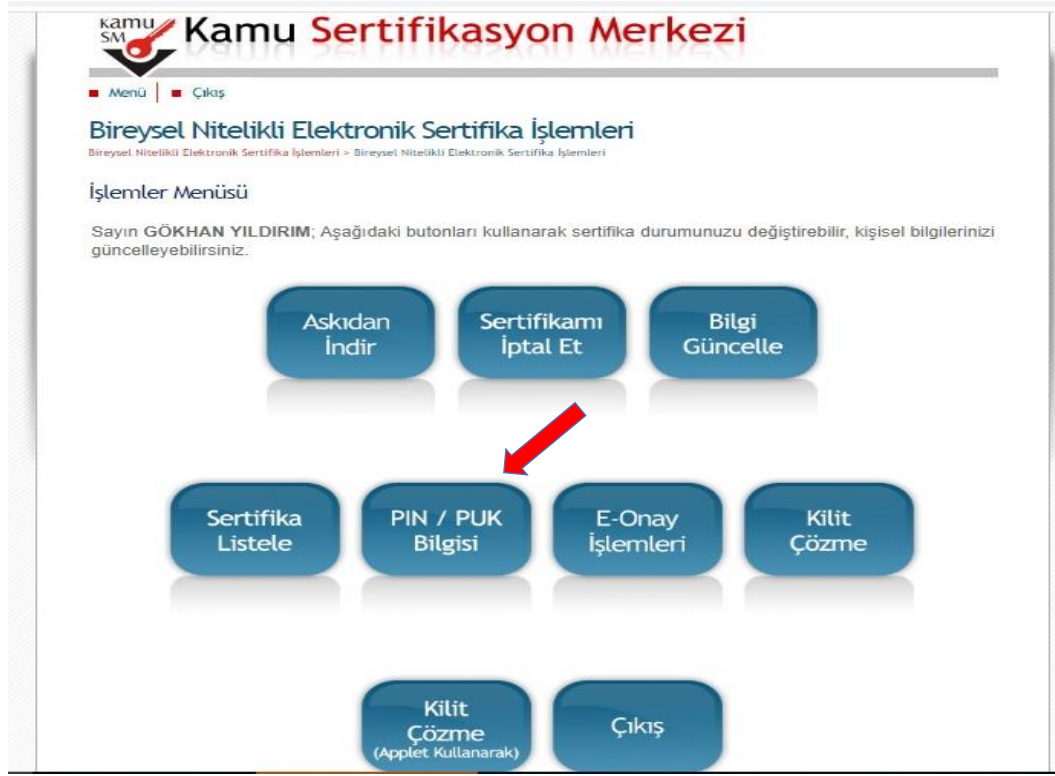 kamu
SM
Kamu Sertifikasyon Merkezi
Menü
Çıkış
Bireysel Nitelikli Elektronik Sertifika İşlemleri
Bireysel Nitelikli Elektronik Sertifika İşlemleri > Bireysel Nitelikli Elektronik Sertifika İşlemleri
İşlemler Menüsü
Sayın GÖKHAN YILDIRIM; Aşağıdaki butonları kullanarak sertifika durumunuzu değiştirebilir, kişisel bilgilerinizi
güncelleyebilirsiniz.
Askıdan
İndir
Sertifikamı
İptal Et
Bilgi
Güncelle
Sertifika
Listele
PIN / PUK
Bilgisi
E-Onay
İşlemleri
Kilit
Çözme
Kilit
Çözme
(Applet Kullanarak)
Çıkış